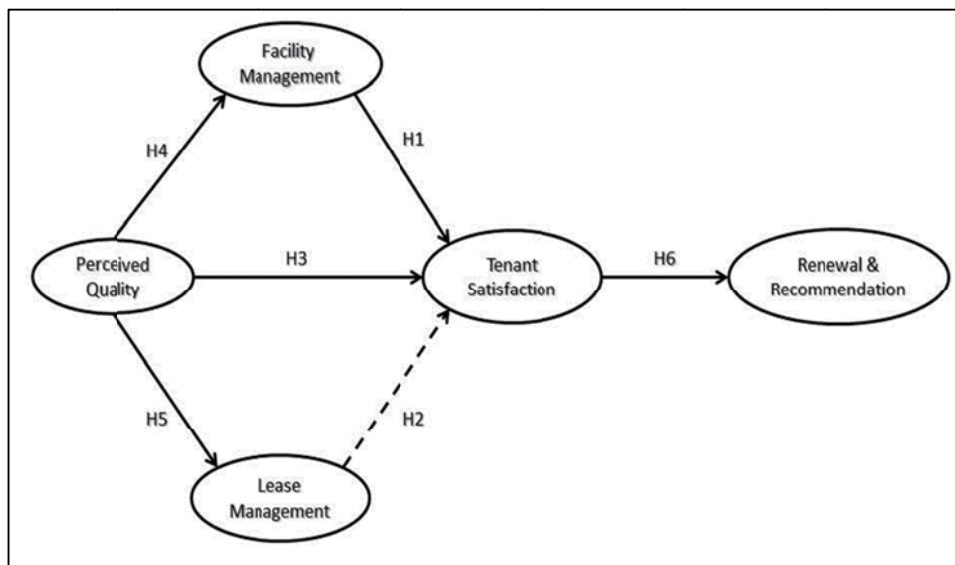 Facility
Management
H4
H1
Perceived
Quality
H3
Tenant
Satisfaction
H6
Renewal &
Recommendation
H5
H2
Lease
Management